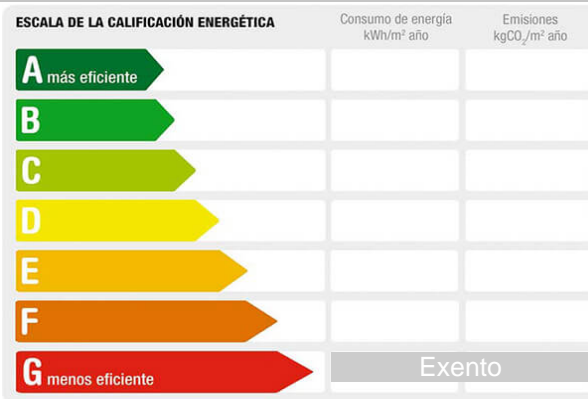 ESCALA DE LA CALIFICACIÓN ENERGÉTICA
Consumo de energía
kWh/m² año
Emisiones
kgCO₂/m² año
A más eficiente
B
C
D
E
F
G menos eficiente
Exento